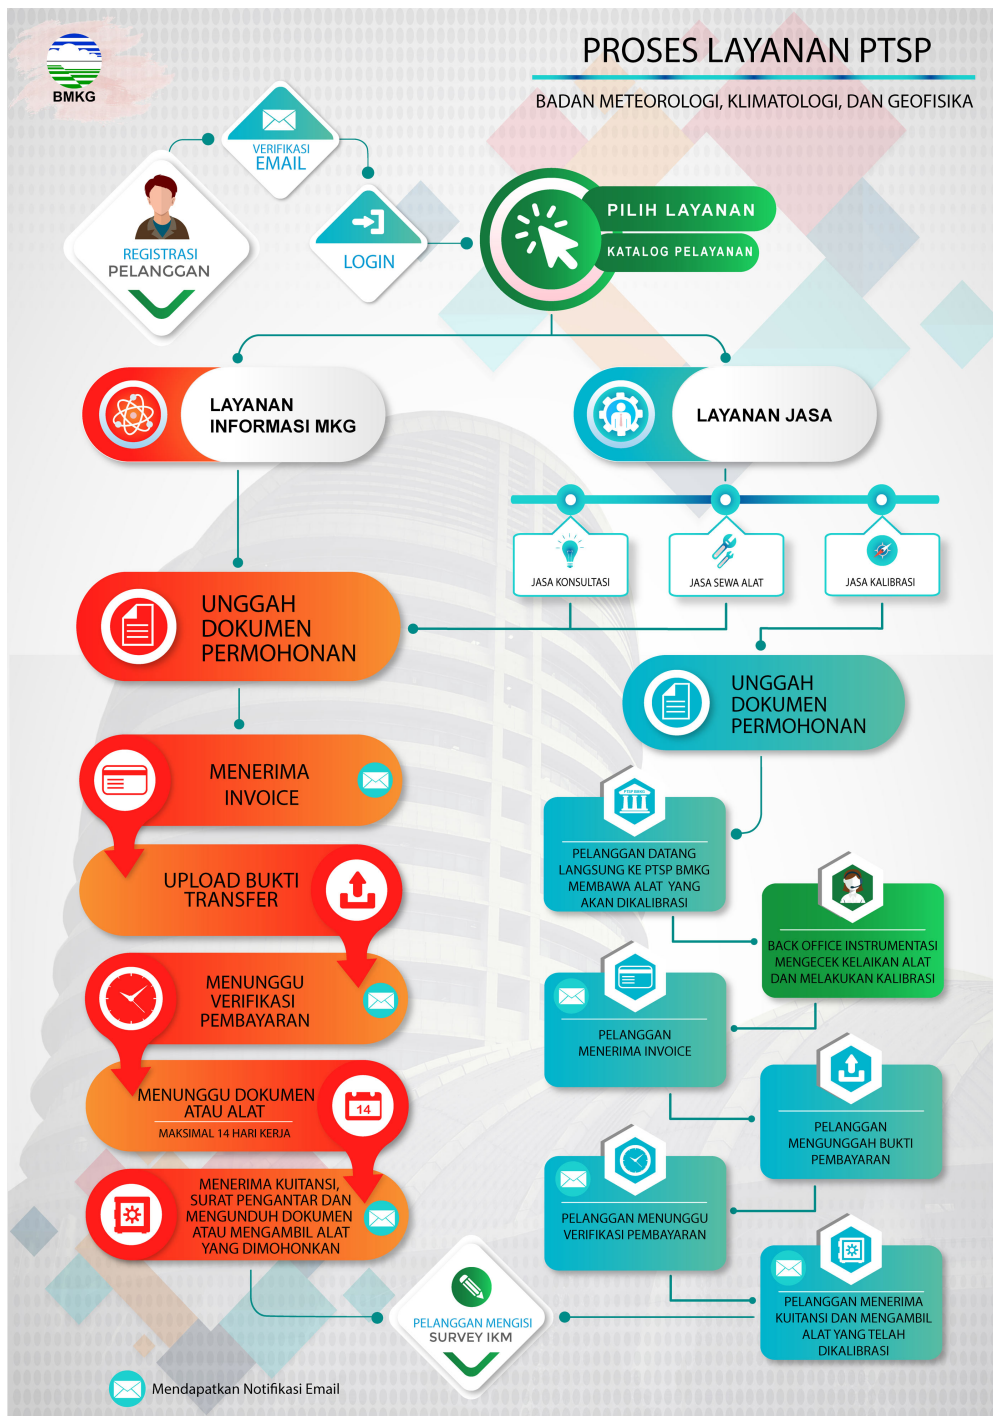 BMKG
PROSES LAYANAN PTSP
BADAN METEOROLOGI, KLIMATOLOGI, DAN GEOFISIKA
VERIFIKASI
EMAIL
REGISTRASI
PELANGGAN
LOGIN
PILIH LAYANAN
KATALOG PELAYANAN
LAYANAN
INFORMASI MKG
LAYANAN JASA
JASA KONSULTASI
JASA SEWA ALAT
JASA KALIBRASI
UNGGAH
DOKUMEN
PERMOHONAN
UNGGAH
DOKUMEN
PERMOHONAN
MENERIMA
INVOICE
UPLOAD BUKTI
TRANSFER
MENUNGGU
VERIFIKASI
PEMBAYARAN
MENUNGGU DOKUMEN
ATAU ALAT
MAKSIMAL 14 HARI KERJA
14
MENERIMA KUITANSI,
SURAT PENGANTAR DAN
MENGUNDUH DOKUMEN
ATAU MENGAMBIL ALAT
YANG DIMOHONKAN
PTSP BMKG
PELANGGAN DATANG
LANGSUNG KE PTSP BMKG
MEMBAWA ALAT YANG
AKAN DIKALIBRASI
BACK OFFICE INSTRUMENTASI
MENGECEK KELAIKAN ALAT
DAN MELAKUKAN KALIBRASI
PELANGGAN
MENERIMA INVOICE
PELANGGAN
MENGUNGGAH BUKTI
PEMBAYARAN
PELANGGAN MENUNGGU
VERIFIKASI PEMBAYARAN
PELANGGAN MENERIMA
KUITANSI DAN MENGAMBIL
ALAT YANG TELAH
DIKALIBRASI
PELANGGAN MENGISI
SURVEY IKM
Mendapatkan Notifikasi Email